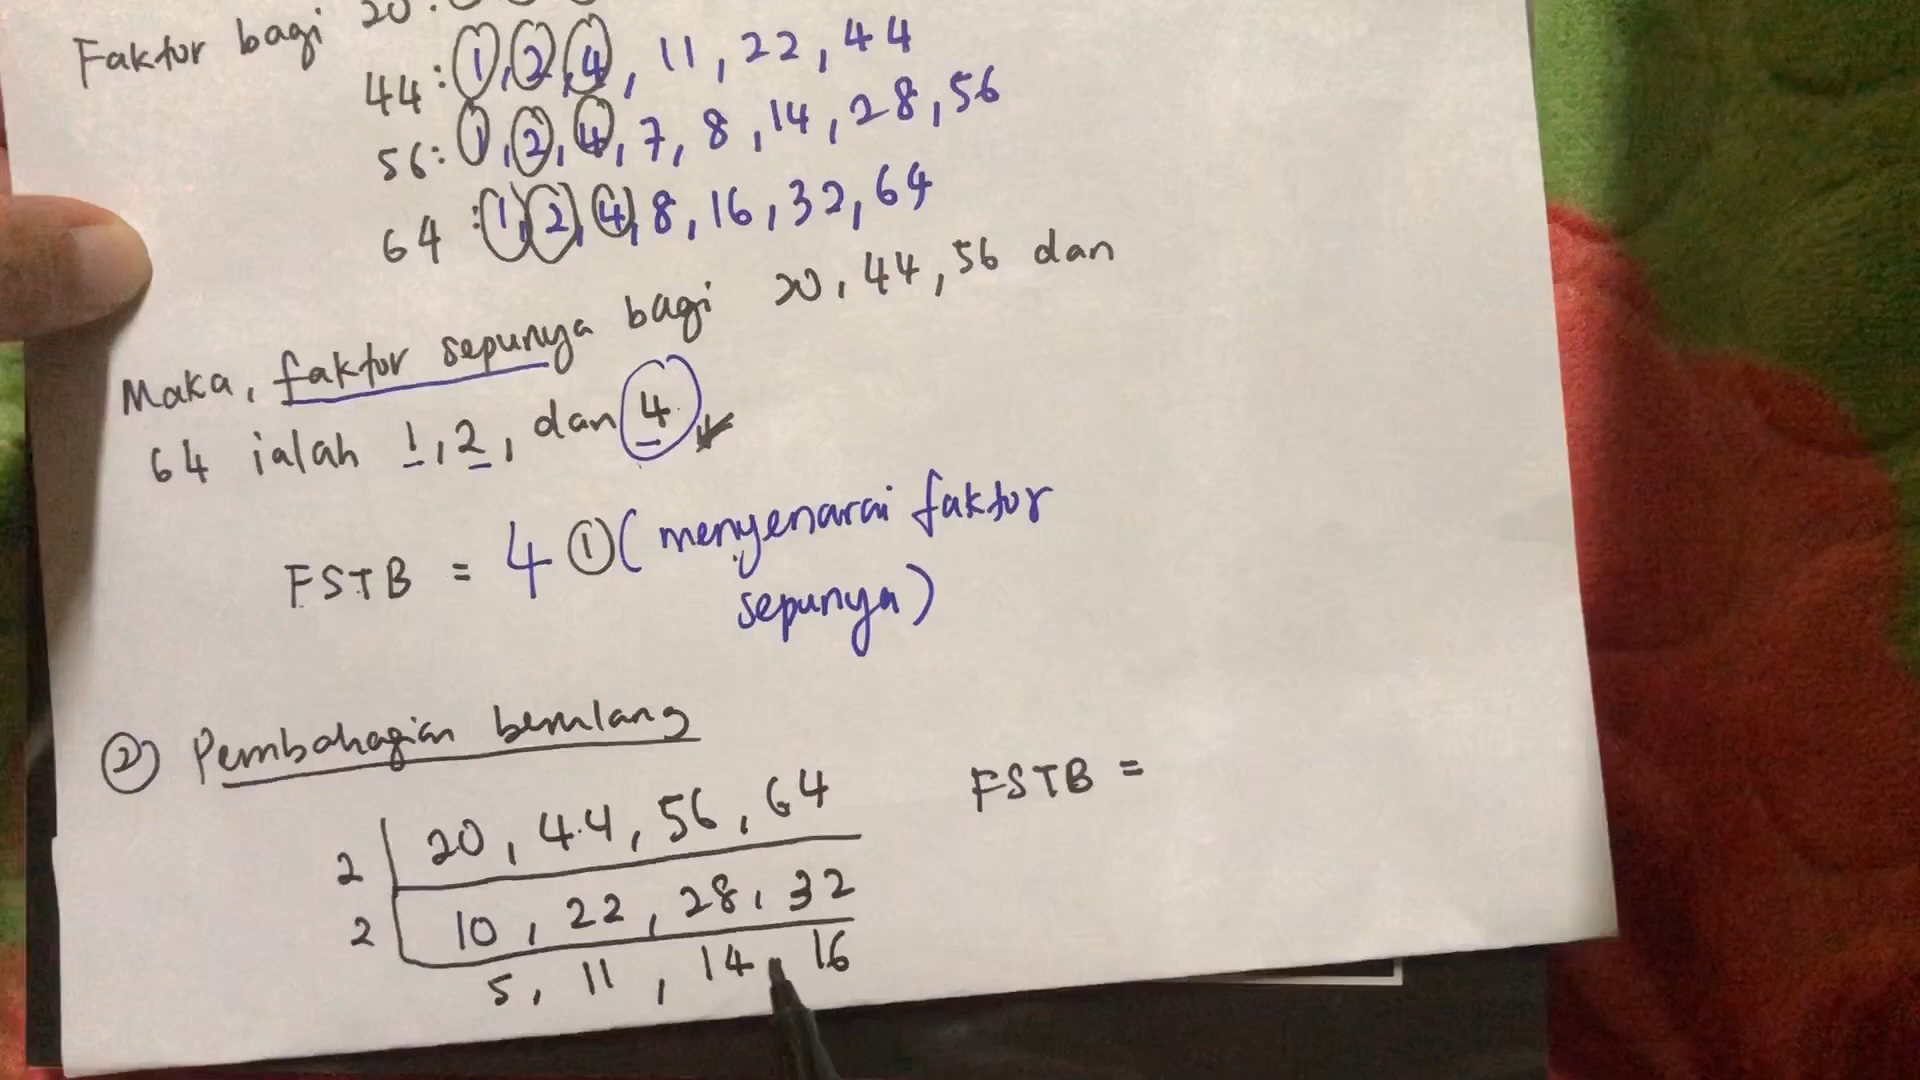 Faktor bagi 20:
44: 1, 2, 4, 11, 22, 44
56: 1, 2, 4, 7, 8, 14, 28, 56
64: 1, 2, 4, 8, 16, 32, 64
Maka, faktor sepunya bagi 20, 44, 56 dan
64 ialah 1, 2, dan 4.
FSTB = 4 ① (menyenarai faktor
sepunya)
② Pembahagian berulang
2 20, 44, 56, 64 FSTB =
2 10, 22, 28, 32
5, 11, 14, 16